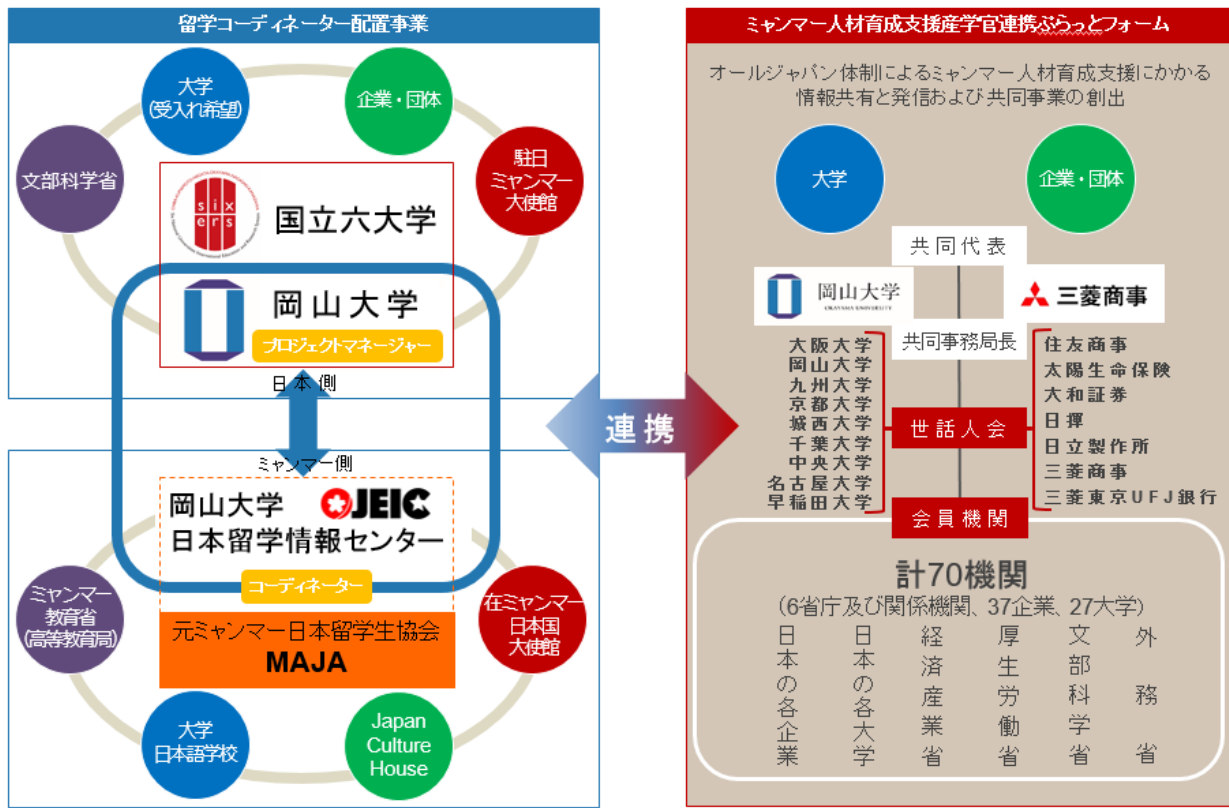 留学コーディネーター配置事業
大学
(受入れ希望)
企業・団体
文部科学省
駐日
ミャンマー
大使館
six
ers
国立六大学
岡山大学
プロジェクトマネージャー
日本側
ミャンマー側
岡山大学 JEIC
日本留学情報センター
コーディネーター
元ミャンマー日本留学生協会
MAJA
ミャンマー
教育省
(高等教育局)
在ミャンマー
日本国
大使館
大学
日本語学校
Japan
Culture
House
連携
ミャンマー人材育成支援産学官連携ぷらっとフォーム
オールジャパン体制によるミャンマー人材育成支援にかかる
情報共有と発信および共同事業の創出
大学
企業・団体
共同代表
岡山大学
OKAYAMA UNIVERSITY
三菱商事
共同事務局長
大阪大学
岡山大学
九州大学
京都大学
城西大学
千葉大学
中央大学
名古屋大学
早稲田大学
世話人会
住友商事
太陽生命保険
大和証券
日揮
日立製作所
三菱商事
三菱東京UFJ銀行
会員機関
計70機関
(6省庁及び関係機関、37企業、27大学)
日本の各企業
日本の各大学
経済産業省
厚生労働省
文部科学省
外務省